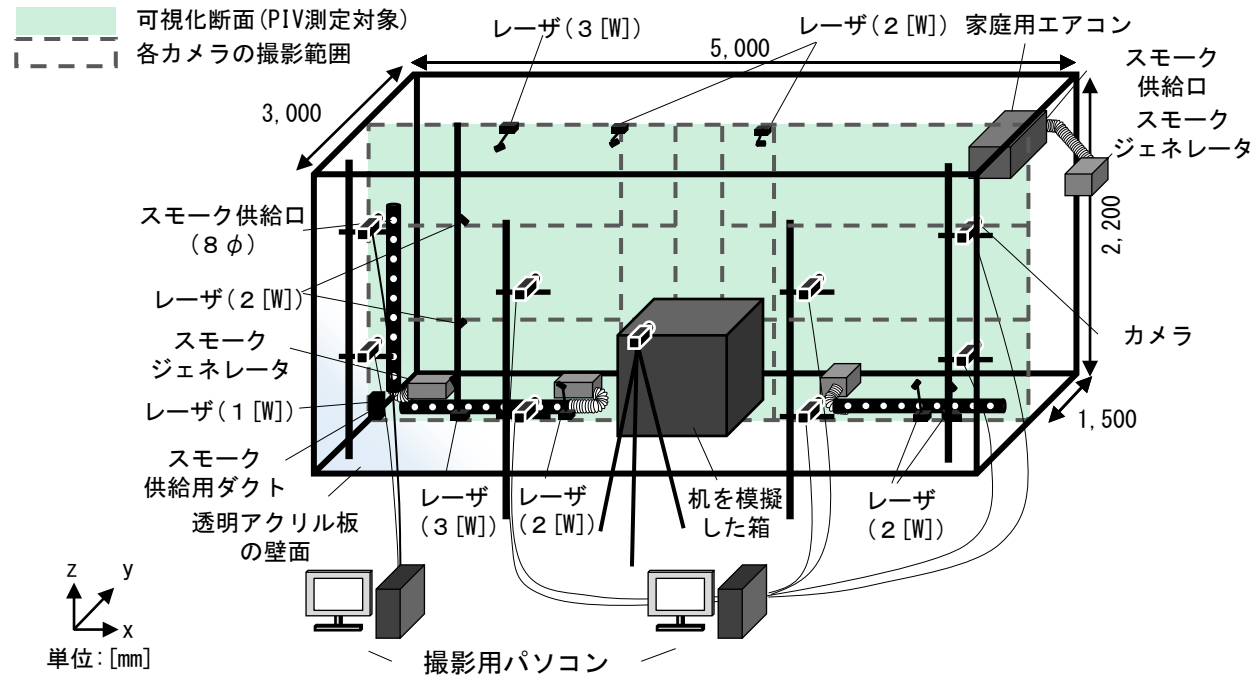 可視化断面(PIV測定対象)
各カメラの撮影範囲
レーザ(3[W])
レーザ(2[W])
家庭用エアコン
5,000
スモーク
供給口
3,000
スモーク
ジェネレータ
2,200
スモーク供給口
(8φ)
レーザ(2[W])
スモーク
ジェネレータ
カメラ
レーザ(1[W])
1,500
スモーク
供給用ダクト
レーザ
(3[W])
レーザ
(2[W])
机を模擬
した箱
レーザ
(2[W])
透明アクリル板
の壁面
z
y
x
単位:[mm]
撮影用パソコン